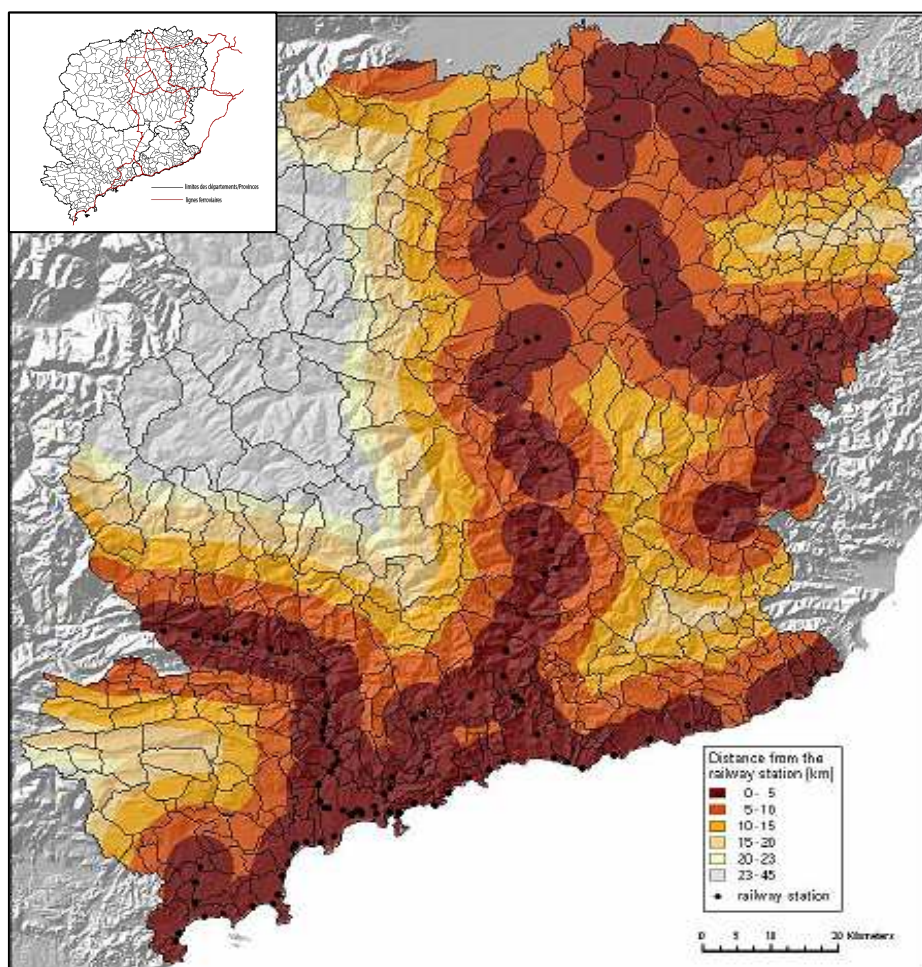 limites des départements/Provinces
lignes ferroviaires
Distance from the
railway station [km]
0 - 5
5-10
10-15
15-20
20-23
23-45
railway station
0 5 10 20 Kilometers